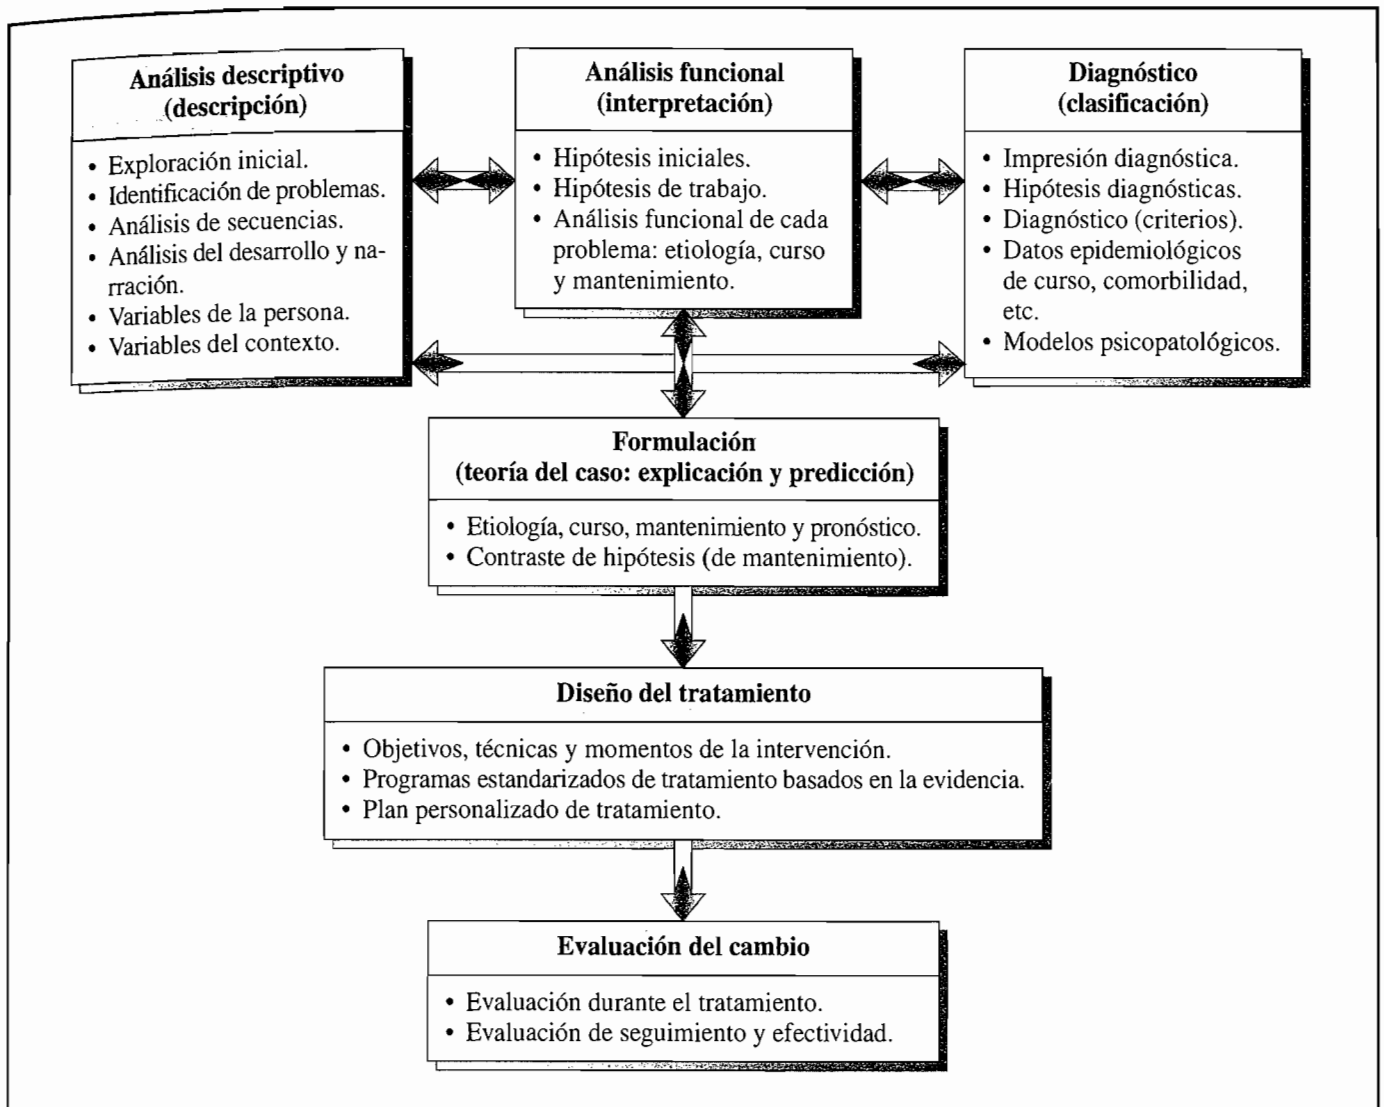 Análisis descriptivo
(descripción)
• Exploración inicial.
• Identificación de problemas.
• Análisis de secuencias.
• Análisis del desarrollo y na-
rración.
• Variables de la persona.
• Variables del contexto.
Análisis funcional
(interpretación)
• Hipótesis iniciales.
• Hipótesis de trabajo.
• Análisis funcional de cada
problema: etiología, curso
y mantenimiento.
Diagnóstico
(clasificación)
• Impresión diagnóstica.
• Hipótesis diagnósticas.
• Diagnóstico (criterios).
• Datos epidemiológicos
de curso, comorbilidad,
etc.
• Modelos psicopatológicos.
Formulación
(teoría del caso: explicación y predicción)
• Etiología, curso, mantenimiento y pronóstico.
• Contraste de hipótesis (de mantenimiento).
Diseño del tratamiento
• Objetivos, técnicas y momentos de la intervención.
• Programas estandarizados de tratamiento basados en la evidencia.
• Plan personalizado de tratamiento.
Evaluación del cambio
• Evaluación durante el tratamiento.
• Evaluación de seguimiento y efectividad.